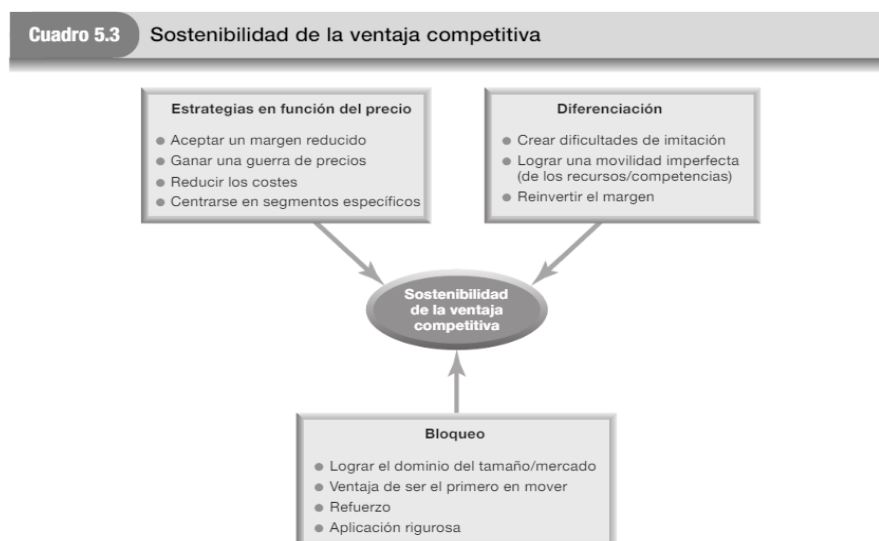 Cuadro 5.3 Sostenibilidad de la ventaja competitiva
Estrategias en función del precio
● Aceptar un margen reducido
● Ganar una guerra de precios
● Reducir los costes
● Centrarse en segmentos específicos
Diferenciación
● Crear dificultades de imitación
● Lograr una movilidad imperfecta
(de los recursos/competencias)
● Reinvertir el margen
Sostenibilidad
de la ventaja
competitiva
Bloqueo
● Lograr el dominio del tamaño/mercado
● Ventaja de ser el primero en mover
● Refuerzo
● Aplicación rigurosa